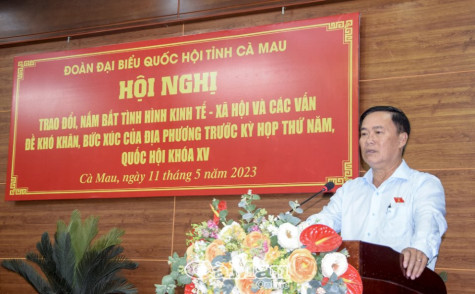 ĐOÀN ĐẠI BIỂU QUỐC HỘI TỈNH CÀ MAU
HỘI NGHỊ
TRAO ĐỔI, NẮM BẮT TÌNH HÌNH KINH TẾ - XÃ HỘI VÀ CÁC VẤN
ĐỀ KHÓ KHĂN, BỨC XÚC CỦA ĐỊA PHƯƠNG TRƯỚC KỲ HỌP THỨ NĂM,
QUỐC HỘI KHÓA XV
Cà Mau, ngày 11 tháng 5 năm 2023